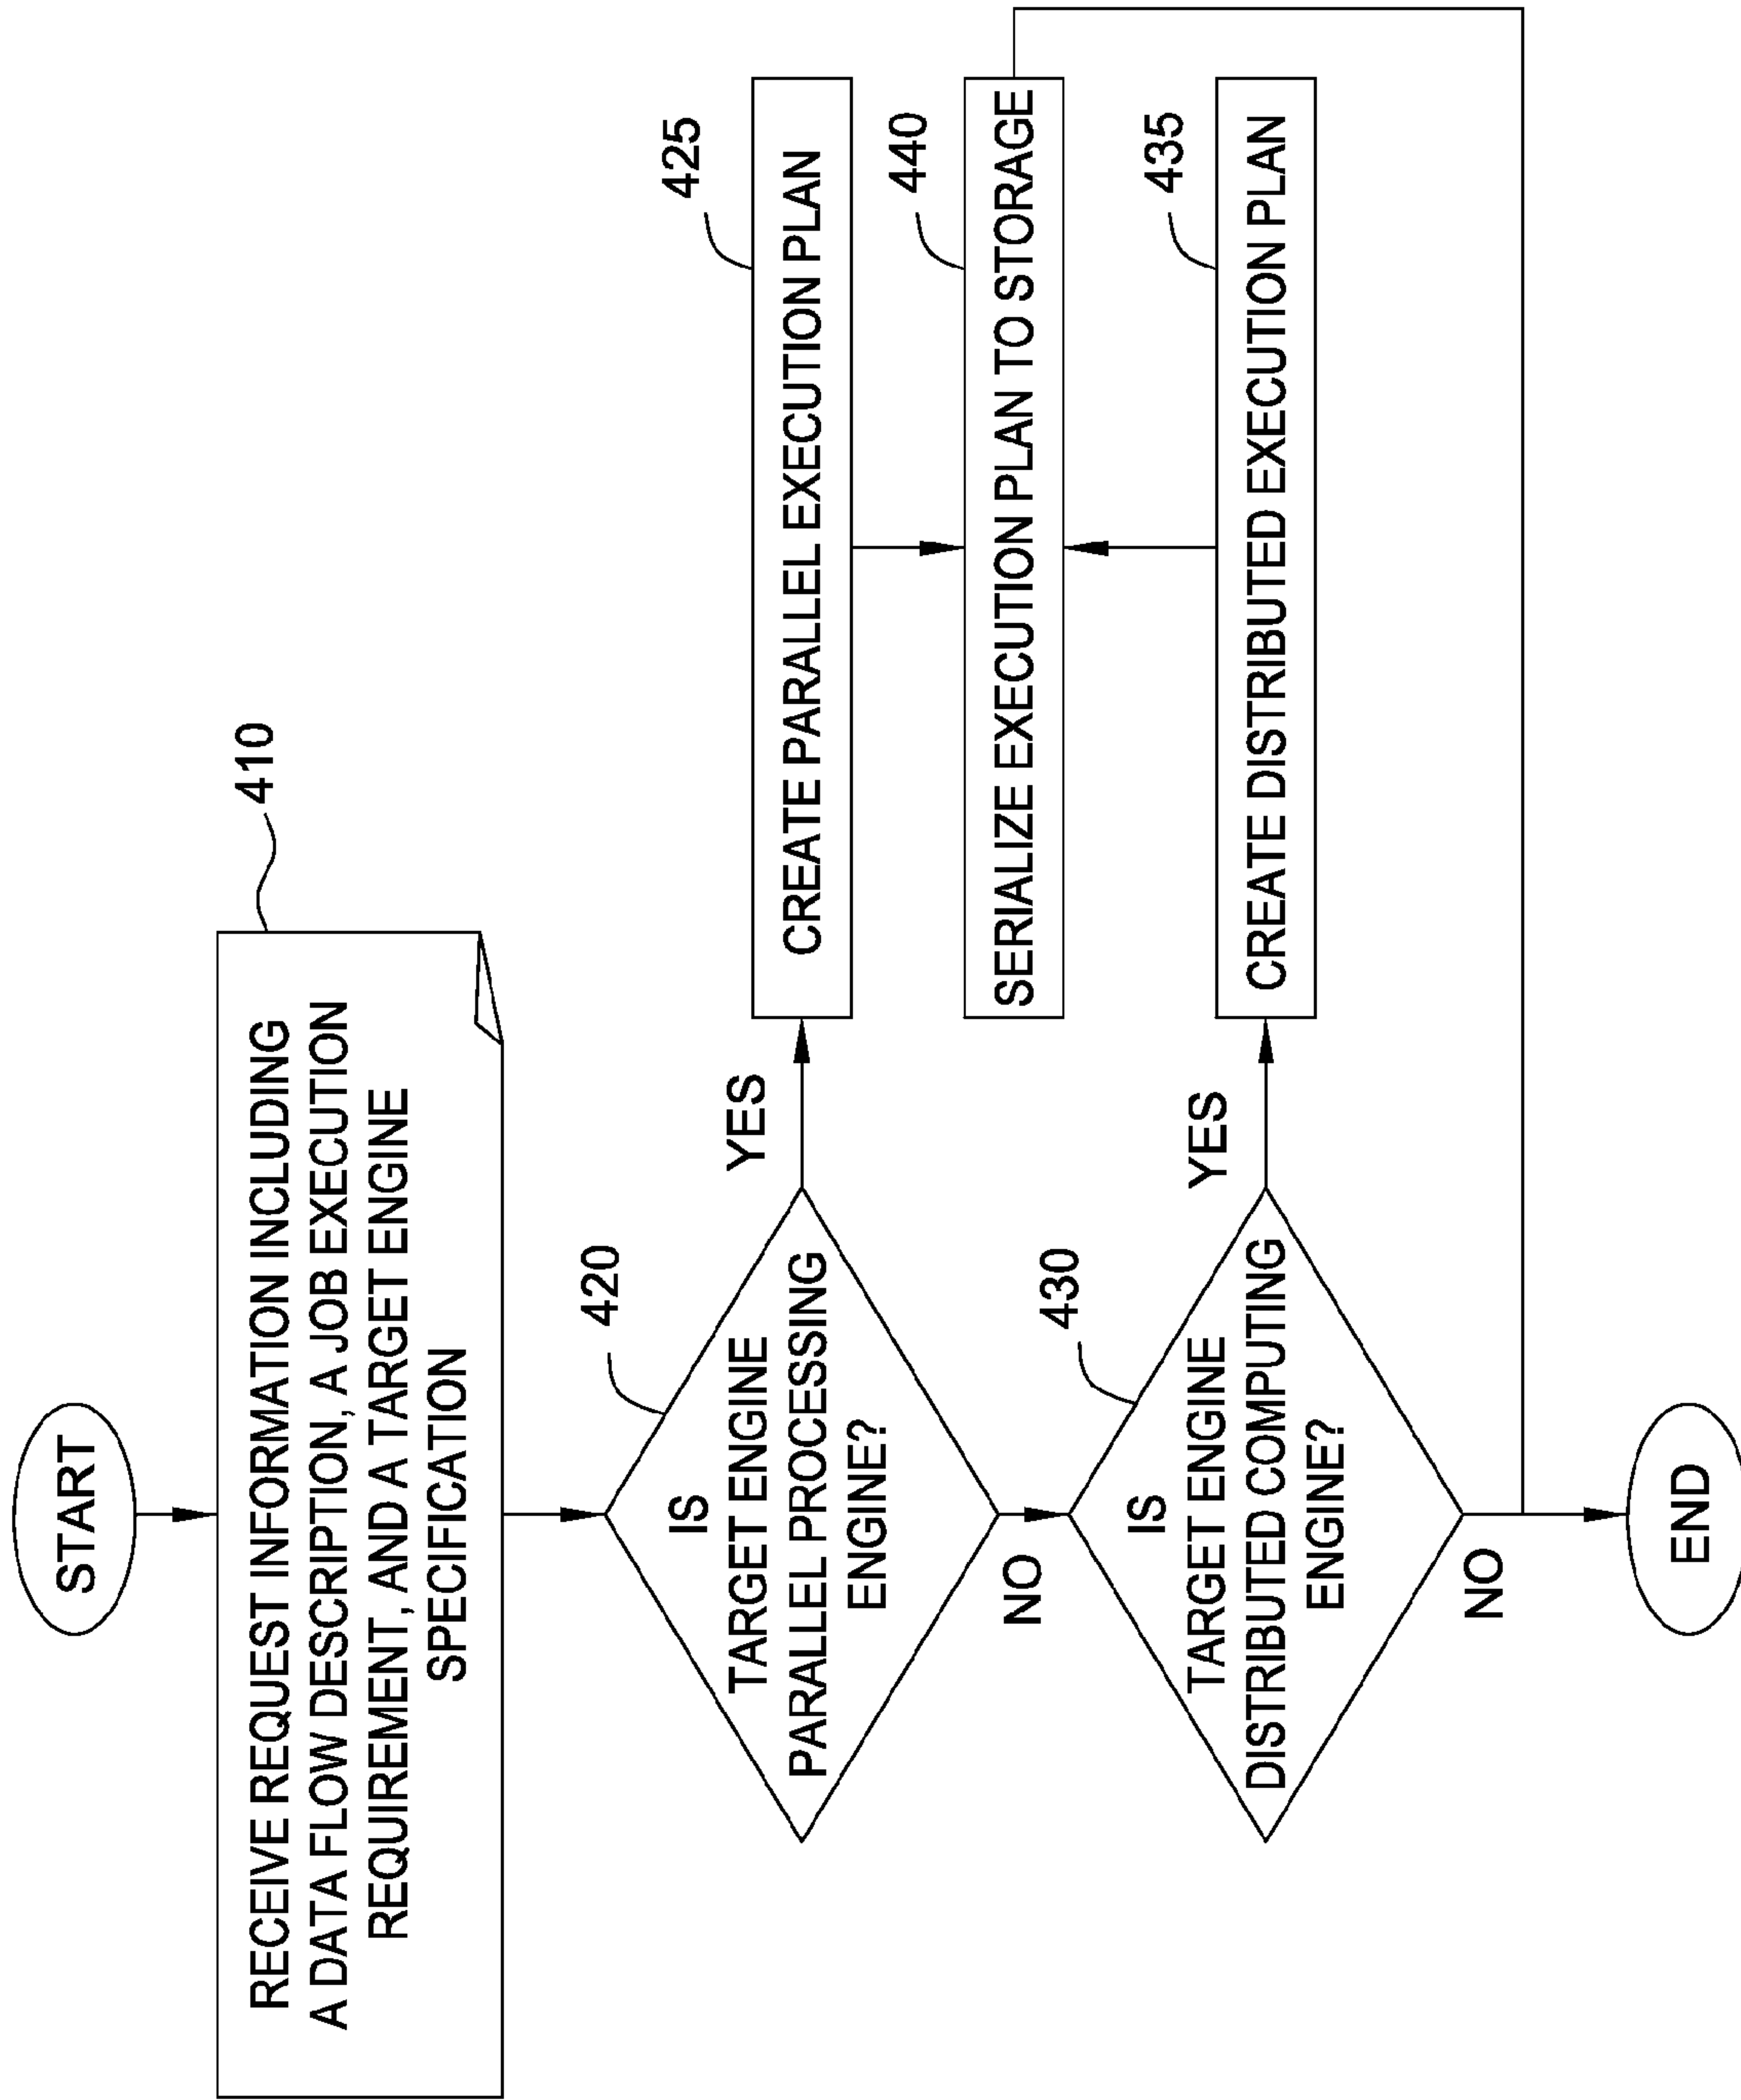 START
410
RECEIVE REQUEST INFORMATION INCLUDING
A DATA FLOW DESCRIPTION, A JOB EXECUTION
REQUIREMENT, AND A TARGET ENGINE
SPECIFICATION
420
IS
TARGET ENGINE
PARALLEL PROCESSING
ENGINE?
YES
425
CREATE PARALLEL EXECUTION PLAN
NO
440
SERIALIZE EXECUTION PLAN TO STORAGE
430
IS
TARGET ENGINE
DISTRIBUTED COMPUTING
ENGINE?
YES
435
CREATE DISTRIBUTED EXECUTION PLAN
NO
END